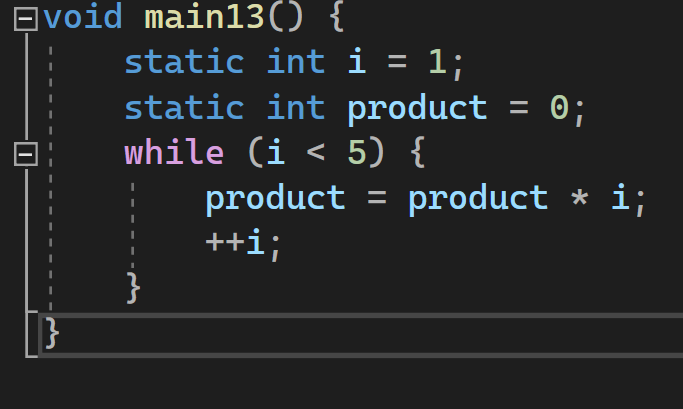 void main13() {
    static int i = 1;
    static int product = 0;
    while (i < 5) {
        product = product * i;
        ++i;
    }
}